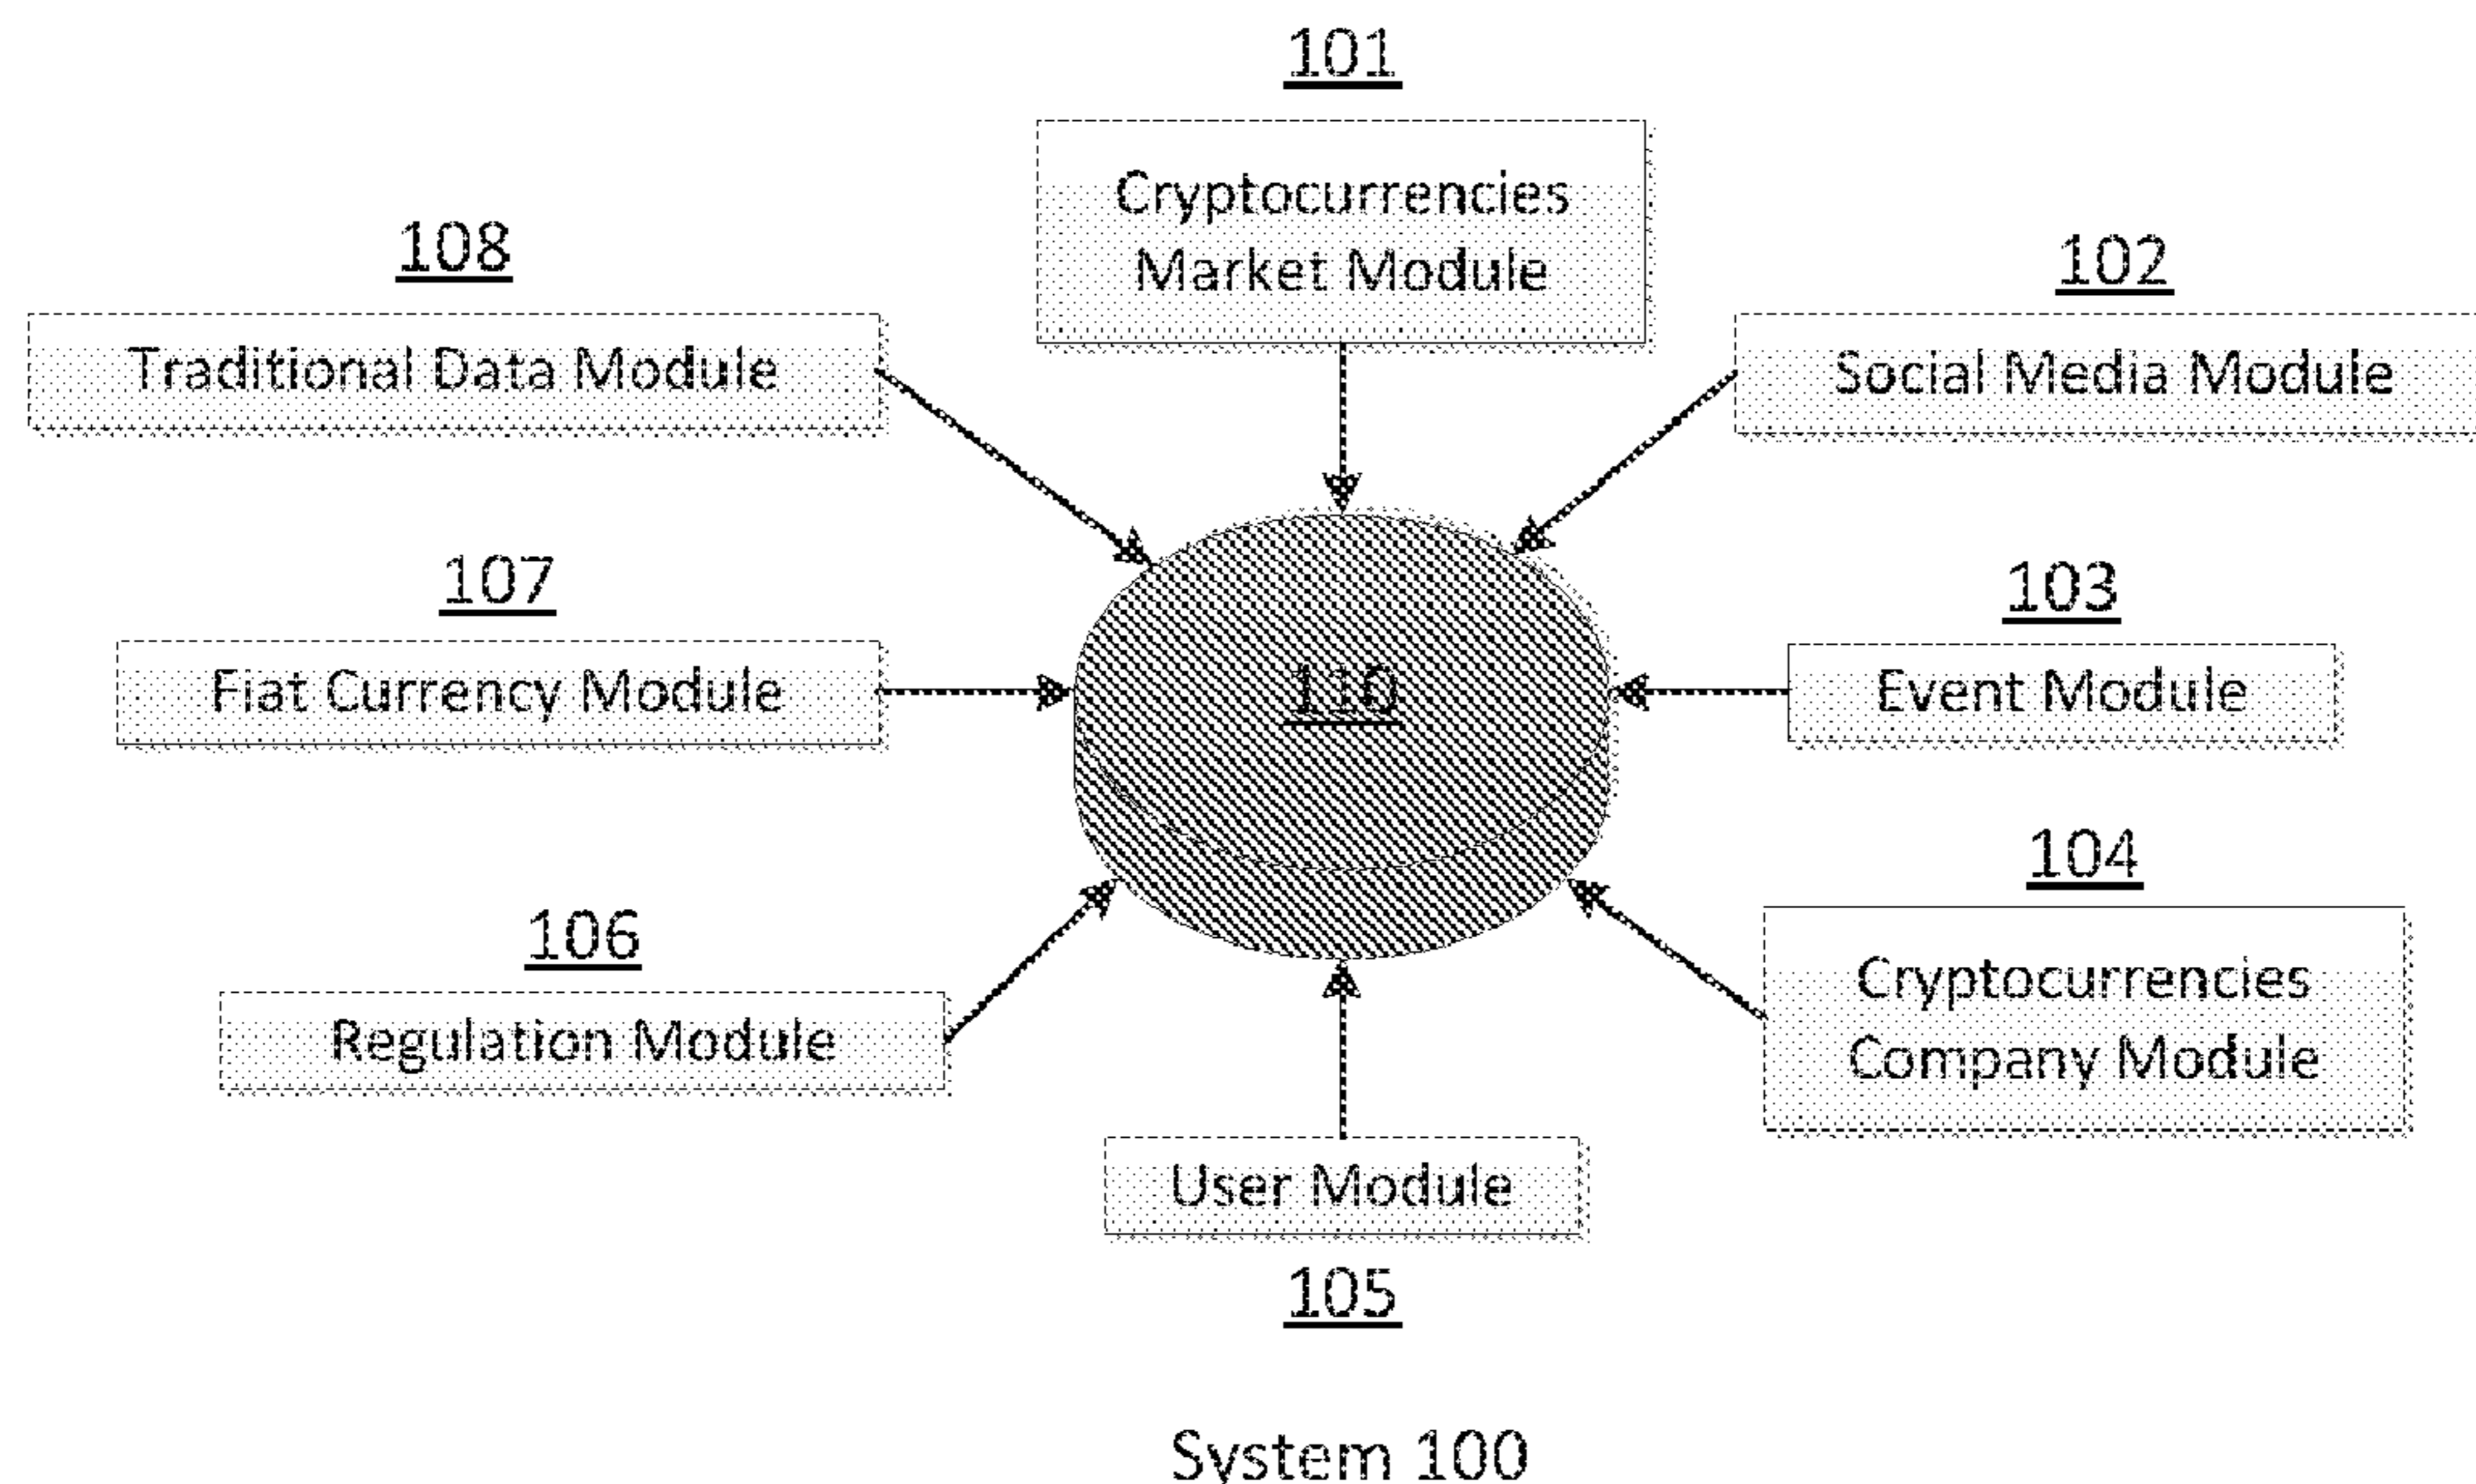 101
Cryptocurrencies
Market Module
108
Traditional Data Module
102
Social Media Module
107
Fiat Currency Module
110
103
Event Module
106
Regulation Module
104
Cryptocurrencies
Company Module
User Module
105
System 100